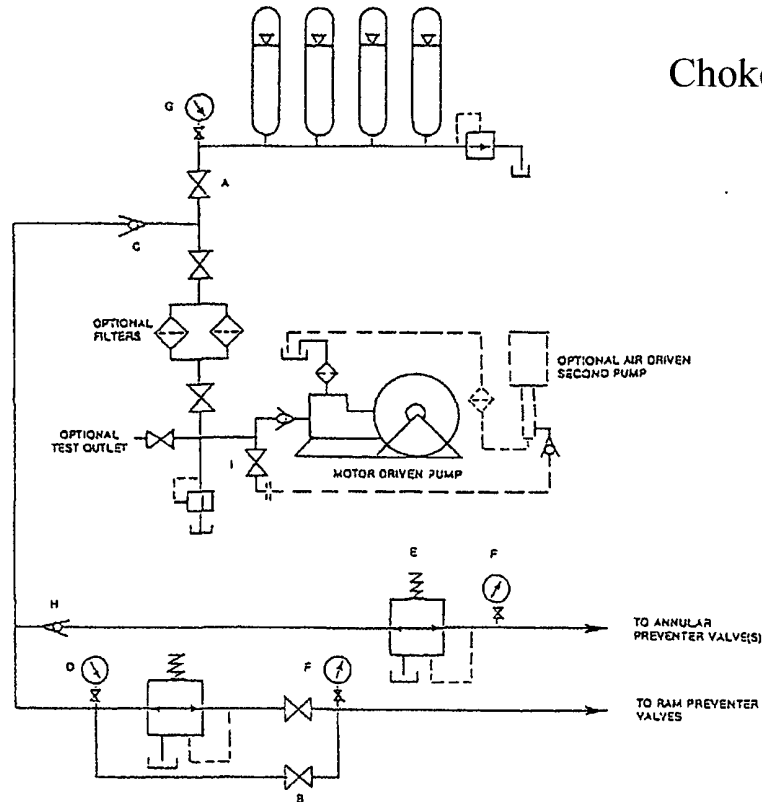 Chok
G
A
C
OPTIONAL
FILTERS
OPTIONAL AIR DRIVEN
SECOND PUMP
OPTIONAL
TEST OUTLET
I
MOTOR DRIVEN PUMP
E
F
H
TO ANNULAR
PREVENTER VALVE(S)
D
F
TO RAM PREVENTER
VALVES
B